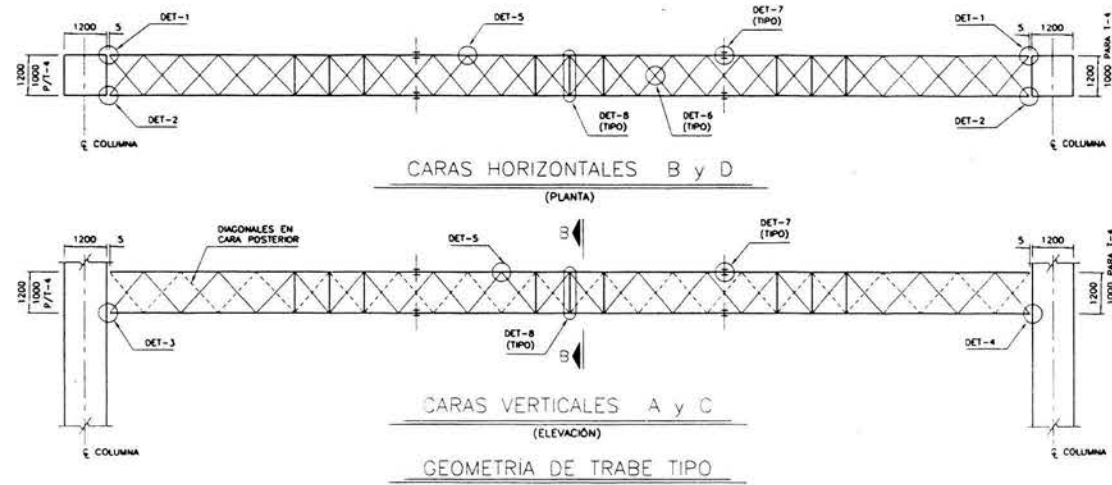 1200
5
DET-1
DET-5
DET-7
(TIPO)
DET-1
5
1200
1200
1000
P/T-4
1200
1000 PARA T-4
DET-2
DET-8
(TIPO)
DET-6
(TIPO)
DET-2
℄ COLUMNA
℄ COLUMNA
CARAS HORIZONTALES B y D
(PLANTA)
1200
5
DIAGONALES EN
CARA POSTERIOR
DET-5
B
DET-7
(TIPO)
5
1200
1200
1000
P/T-4
1200
1000 PARA T-4
DET-3
DET-8
(TIPO)
B
DET-4
CARAS VERTICALES A y C
(ELEVACIÓN)
℄ COLUMNA
℄ COLUMNA
GEOMETRÍA DE TRABE TIPO